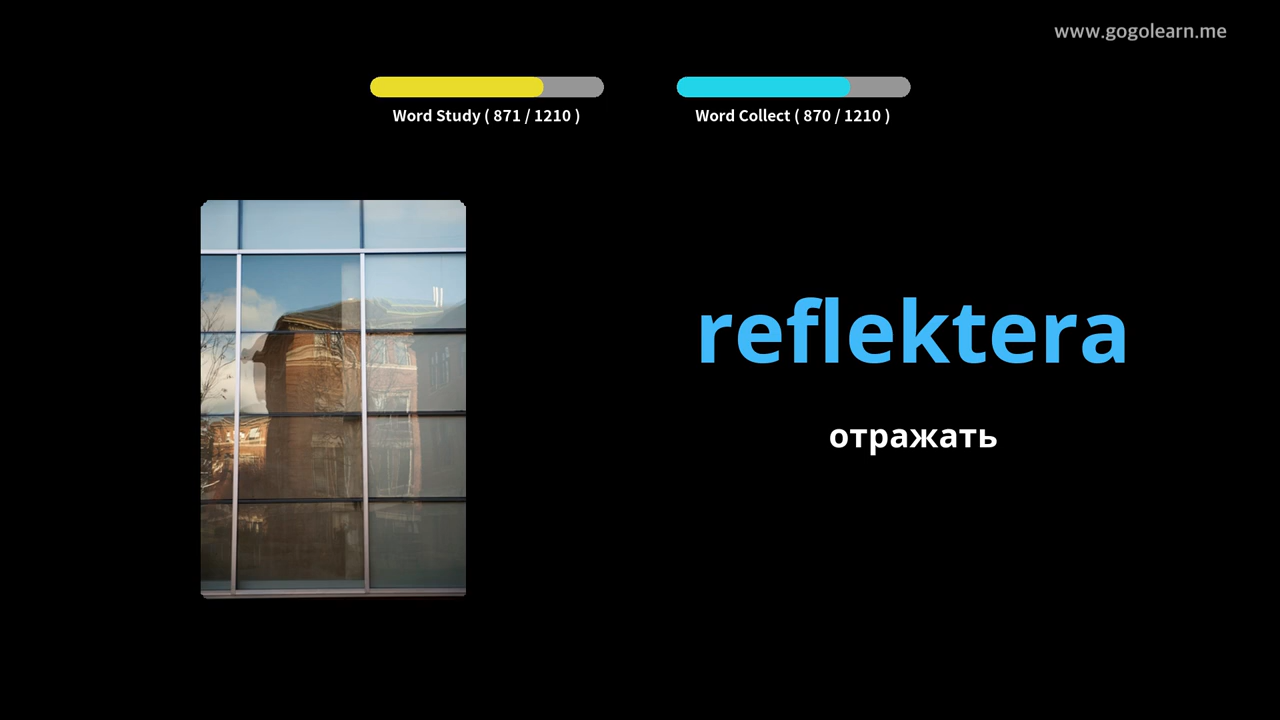 www.gogolearn.me
Word Study ( 871 / 1210 )
Word Collect ( 870 / 1210 )
reflektera
отражать